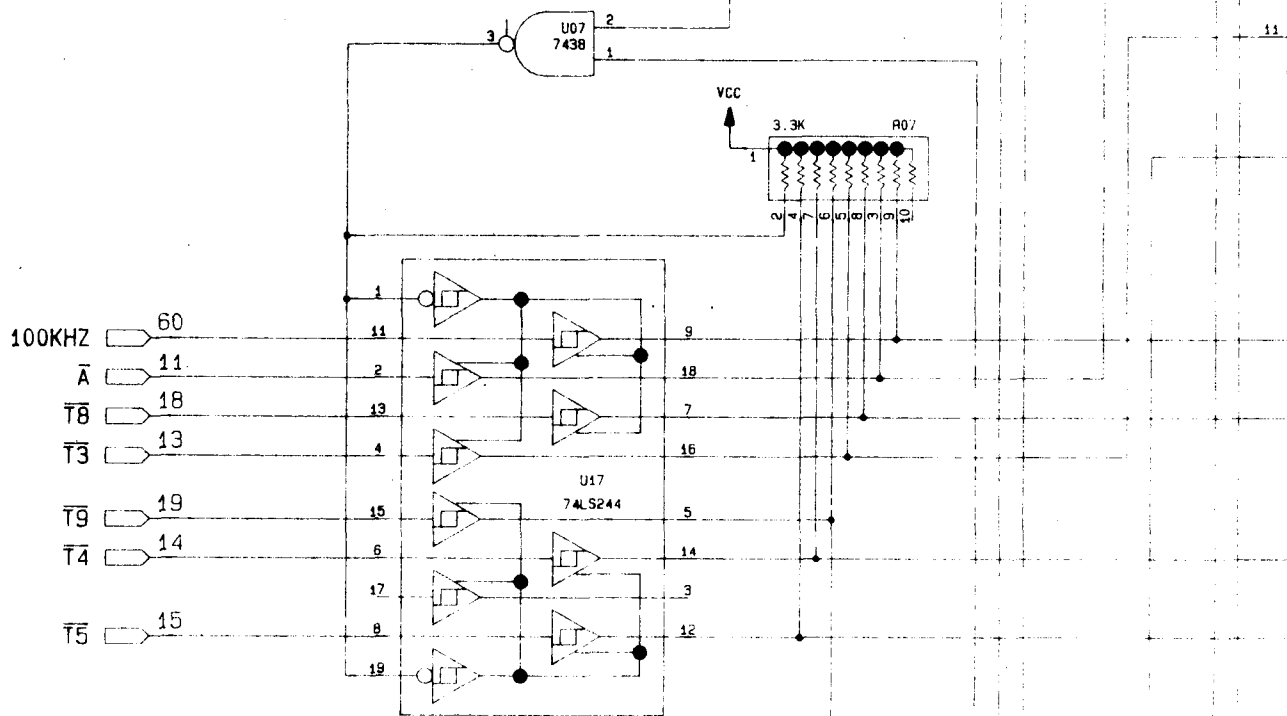 2
3
U07
7438
1
11
VCC
3.3K R07
1
2 4 7 6 5 8 3 9 10
1
100KHZ 60 11 9
A̅ 11 2 18
T̅8̅ 18 13 7
T̅3̅ 13 4 16
U17
74LS244
T̅9̅ 19 15 5
T̅4̅ 14 6 14
17 3
T̅5̅ 15 8 12
19